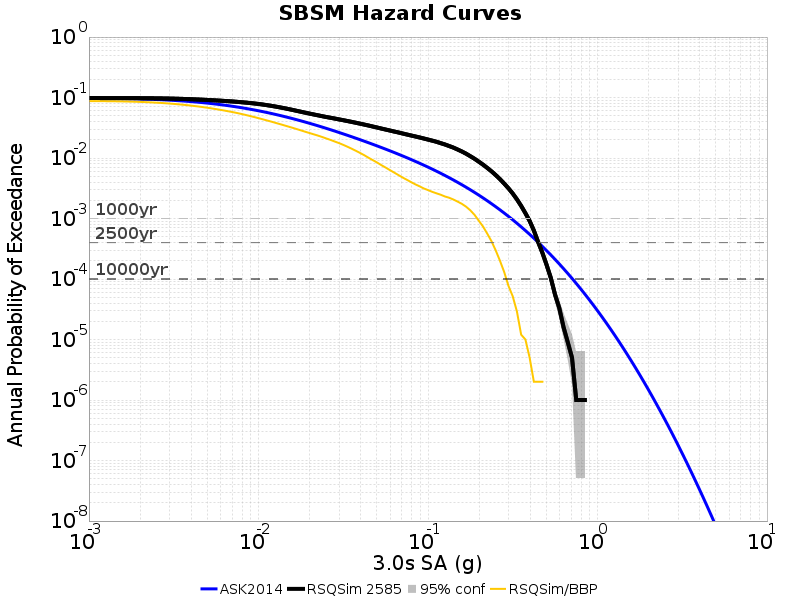 SBSM Hazard Curves
Annual Probability of Exceedance
10^0
10^-1
10^-2
10^-3
10^-4
10^-5
10^-6
10^-7
10^-8
1000yr
2500yr
10000yr
10^-3 10^-2 10^-1 10^0 10^1
3.0s SA (g)
ASK2014 RSQSim 2585 95% conf RSQSim/BBP